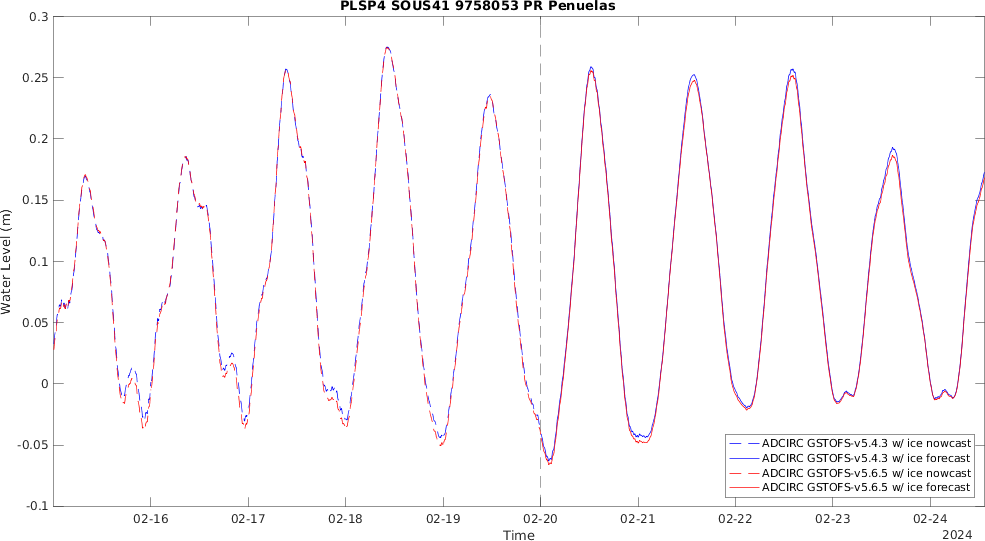 PLSP4 SOUS41 9758053 PR Penuelas
0.3
0.25
0.2
0.15
0.1
0.05
0
-0.05
-0.1
Water Level (m)
02-16 02-17 02-18 02-19 02-20 02-21 02-22 02-23 02-24
Time
2024
ADCIRC GSTOFS-v5.4.3 w/ ice nowcast
ADCIRC GSTOFS-v5.4.3 w/ ice forecast
ADCIRC GSTOFS-v5.6.5 w/ ice nowcast
ADCIRC GSTOFS-v5.6.5 w/ ice forecast